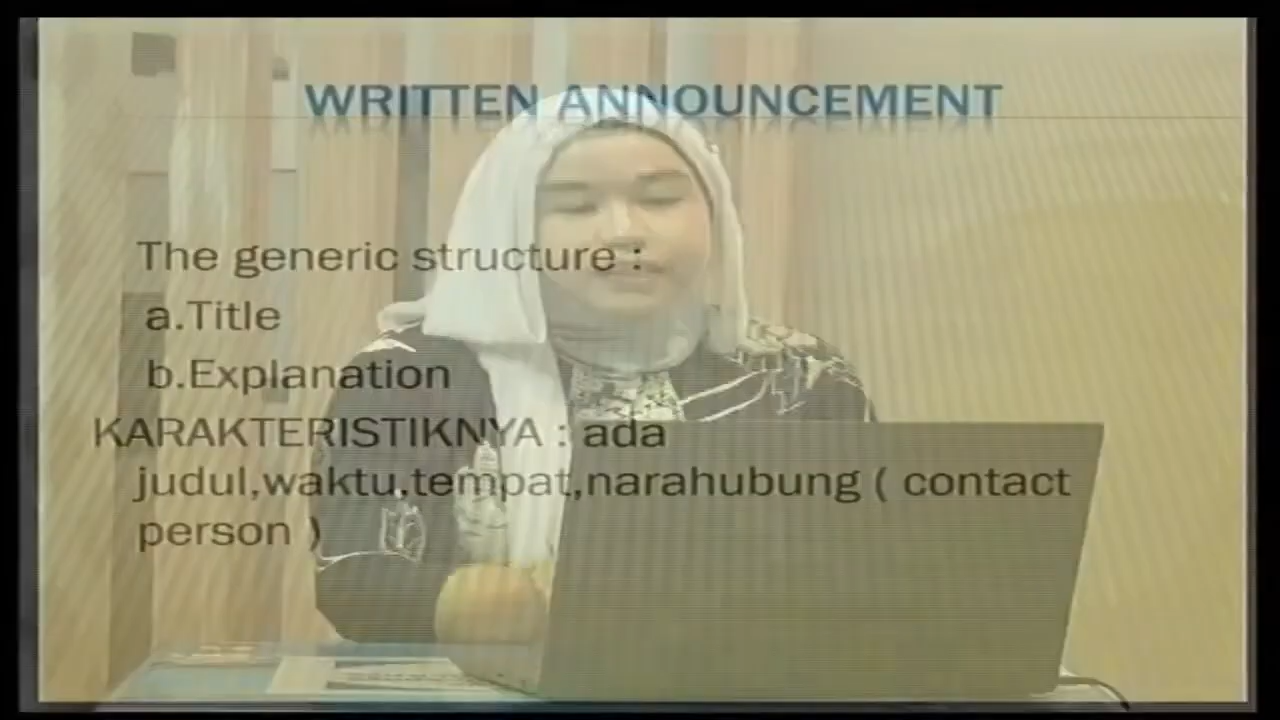 WRITTEN ANNOUNCEMENT
The generic structure :
a.Title
b.Explanation
KARAKTERISTIKNYA : ada
judul,waktu,tempat,narahubung ( contact
person )